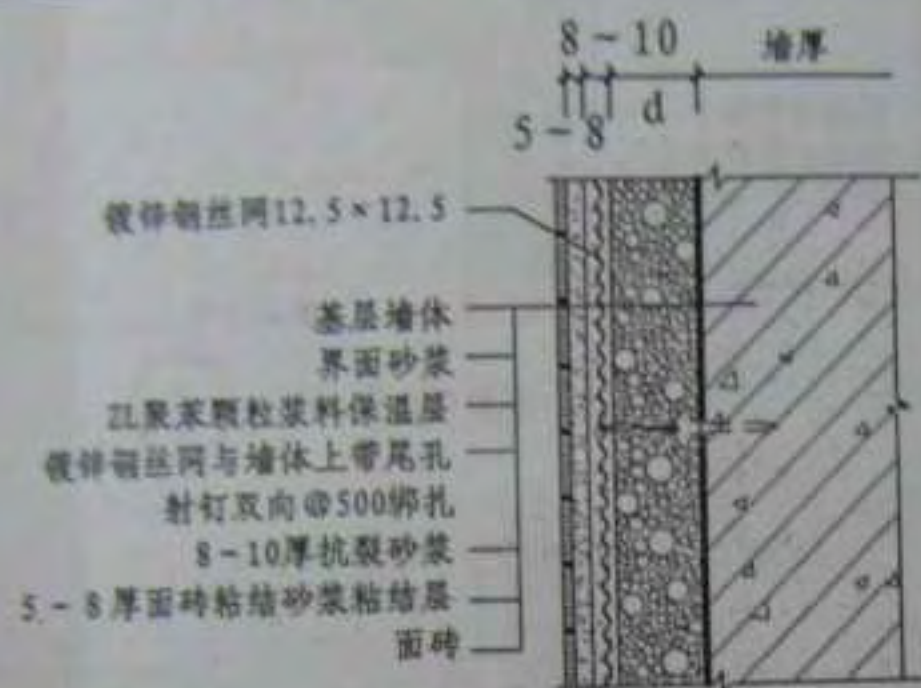 8~10 墙厚
5~8 d
镀锌钢丝网12.5×12.5
基层墙体
界面砂浆
ZL聚苯颗粒浆料保温层
镀锌钢丝网与墙体上带尾孔
射钉双向@500绑扎
8-10厚抗裂砂浆
5-8厚面砖粘结砂浆粘结层
面砖